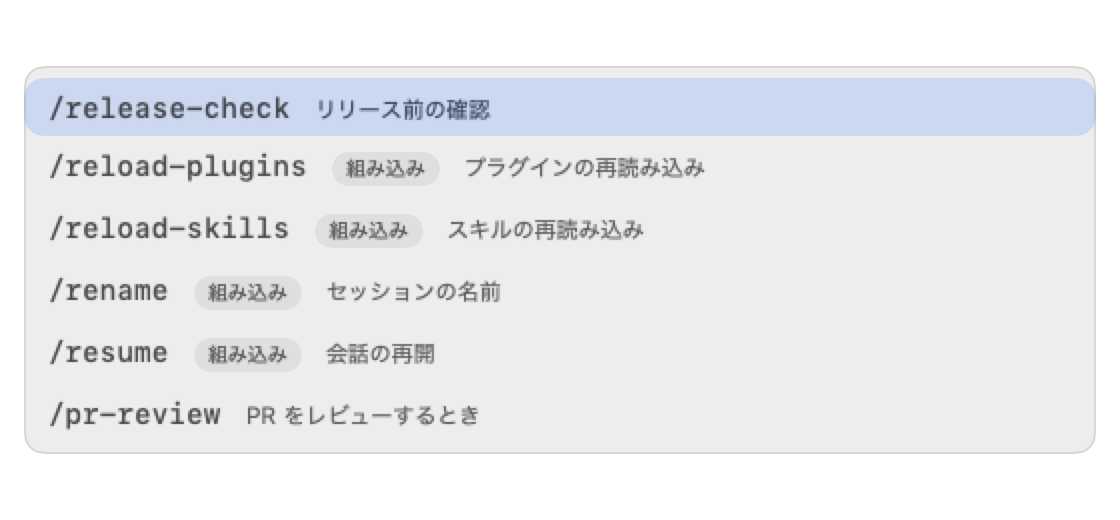 /release-check リリース前の確認
/reload-plugins 組み込み プラグインの再読み込み
/reload-skills 組み込み スキルの再読み込み
/rename 組み込み セッションの名前
/resume 組み込み 会話の再開
/pr-review PR をレビューするとき